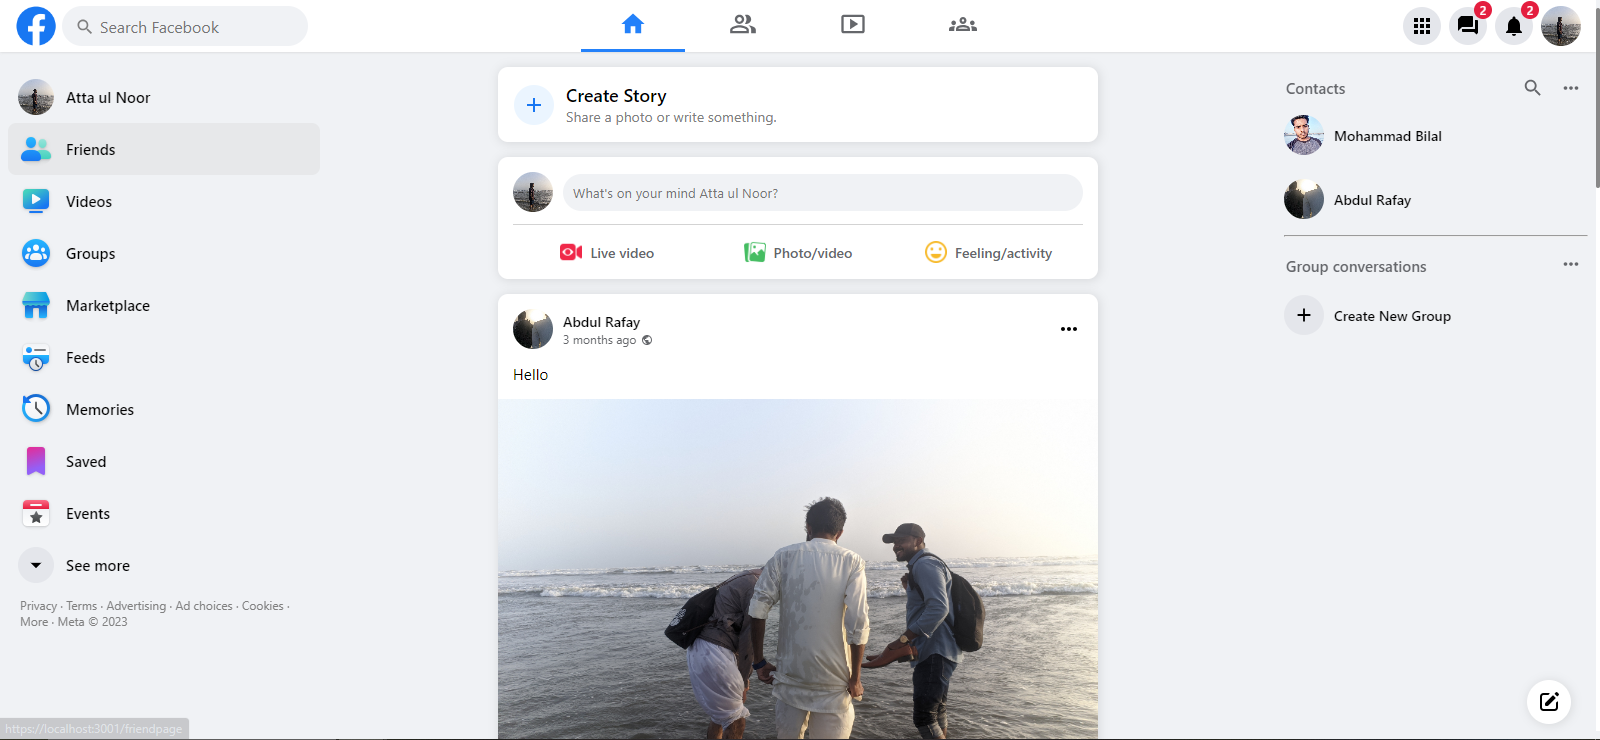 Search Facebook
2
2
Atta ul Noor
Friends
Videos
Groups
Marketplace
Feeds
Memories
Saved
Events
See more
Privacy · Terms · Advertising · Ad choices · Cookies ·
More · Meta © 2023
https://localhost:3001/friendpage
Create Story
Share a photo or write something.
What's on your mind Atta ul Noor?
Live video
Photo/video
Feeling/activity
Abdul Rafay
3 months ago
Hello
Contacts
Mohammad Bilal
Abdul Rafay
Group conversations
Create New Group